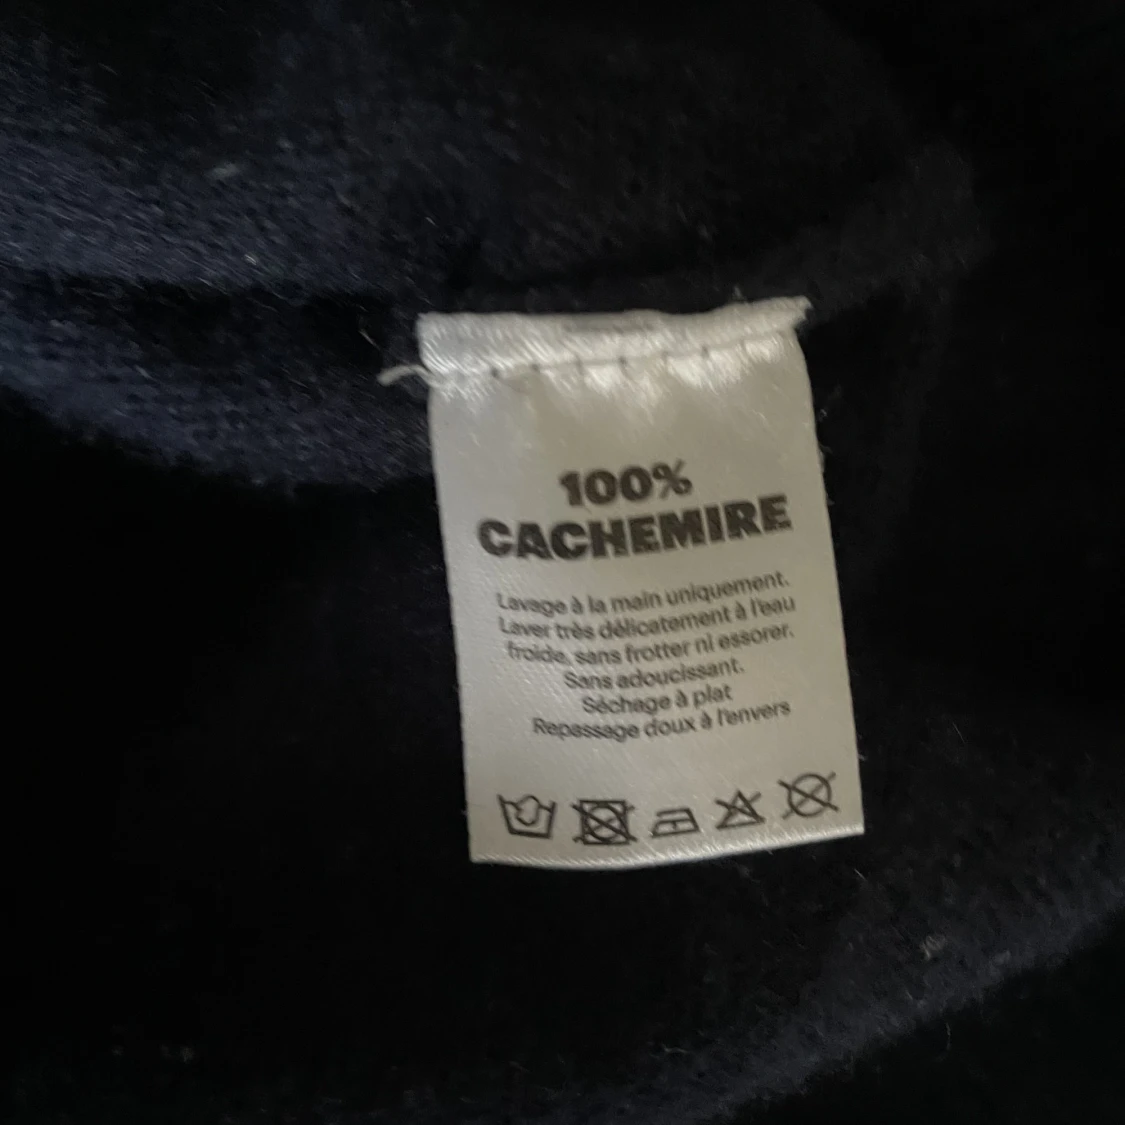 100%
CACHEMIRE
Lavage à la main uniquement.
Laver très délicatement à l'eau
froide, sans frotter ni essorer.
Sans adoucissant.
Séchage à plat
Repassage doux à l'envers